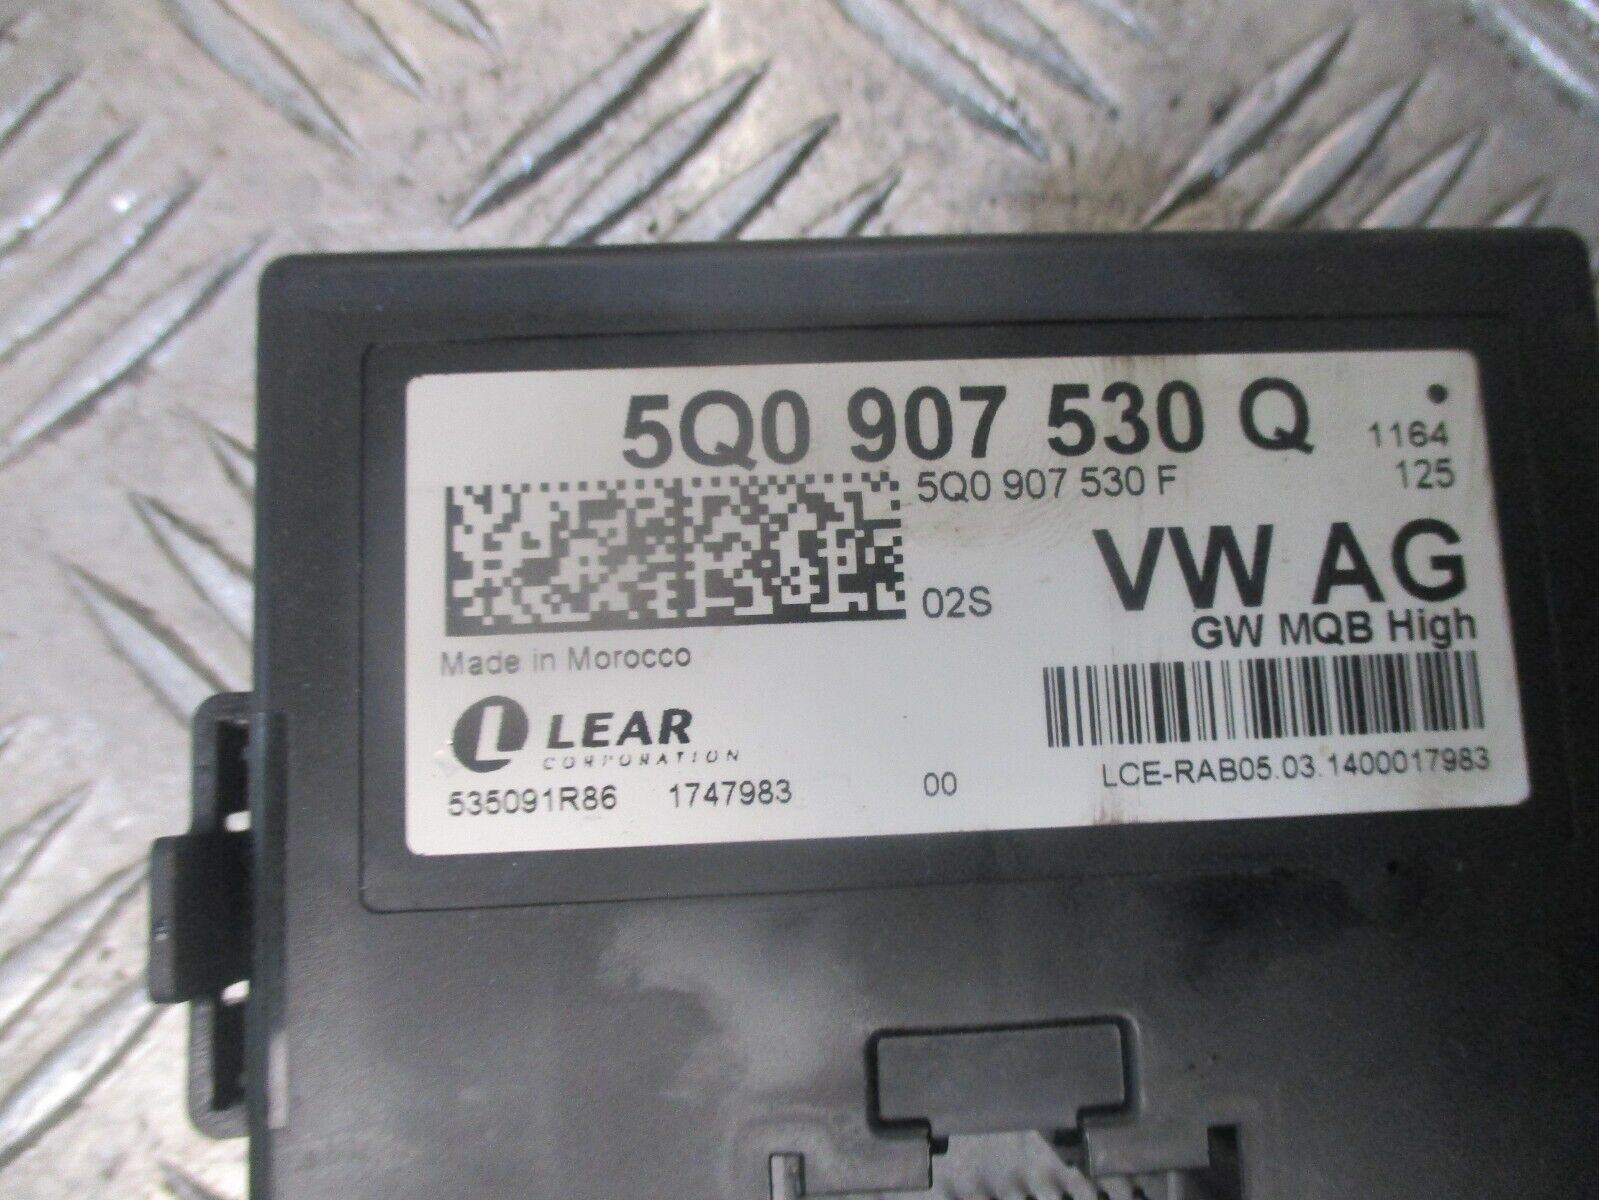 5Q0 907 530 Q
1164
5Q0 907 530 F
125
VW AG
02S
GW MQB High
Made in Morocco
LEAR
CORPORATION
535091R86 1747983 00 LCE-RAB05.03.1400017983